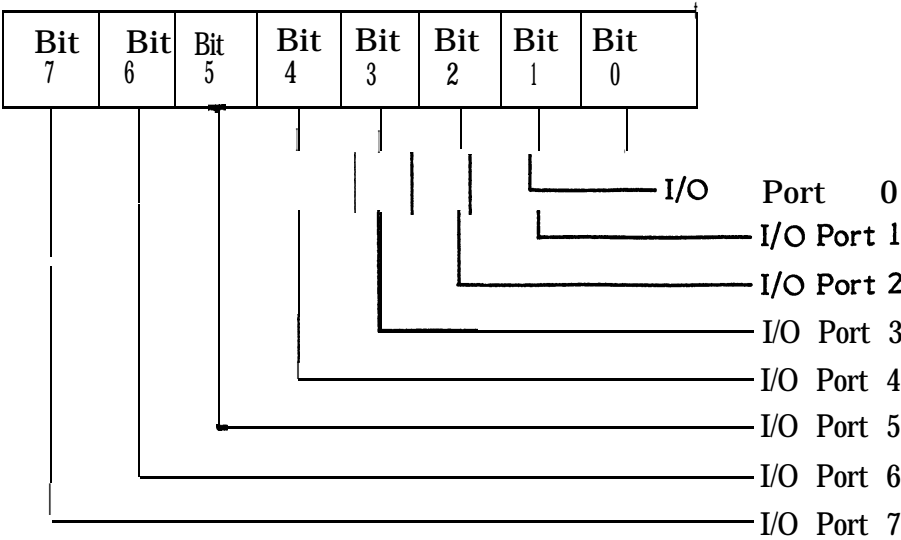 Bit Bit Bit Bit Bit Bit Bit Bit
7 6 5 4 3 2 1 0
I/O Port 0
I/O Port 1
I/O Port 2
I/O Port 3
I/O Port 4
I/O Port 5
I/O Port 6
I/O Port 7